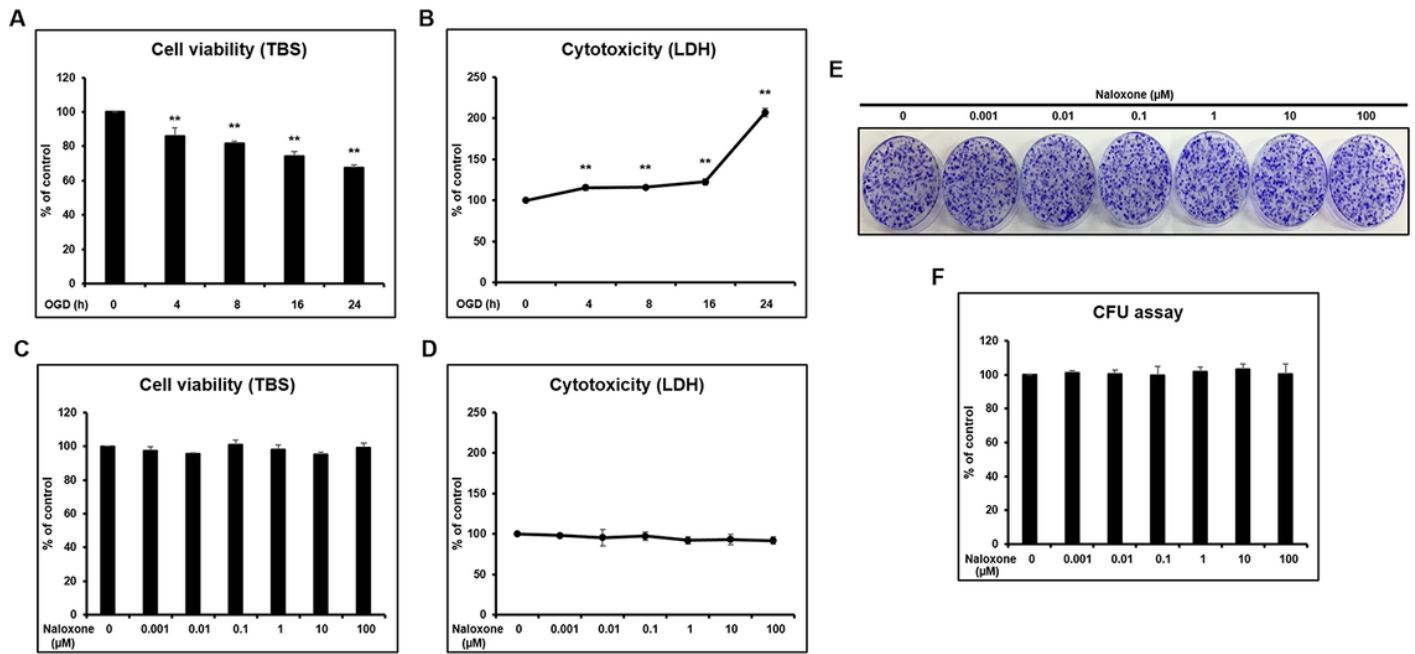 A
Cell viability (TBS)
% of control
120
100
80
60
40
20
0
** ** ** **
OGD (h) 0 4 8 16 24
B
Cytotoxicity (LDH)
% of control
250
200
150
100
50
0
** ** ** **
OGD (h) 0 4 8 16 24
C
Cell viability (TBS)
% of control
120
100
80
60
40
20
0
Naloxone 0 0.001 0.01 0.1 1 10 100
(µM)
D
Cytotoxicity (LDH)
% of control
250
200
150
100
50
0
Naloxone 0 0.001 0.01 0.1 1 10 100
(µM)
E
Naloxone (µM)
0 0.001 0.01 0.1 1 10 100
F
CFU assay
% of control
120
100
80
60
40
20
0
Naloxone 0 0.001 0.01 0.1 1 10 100
(µM)